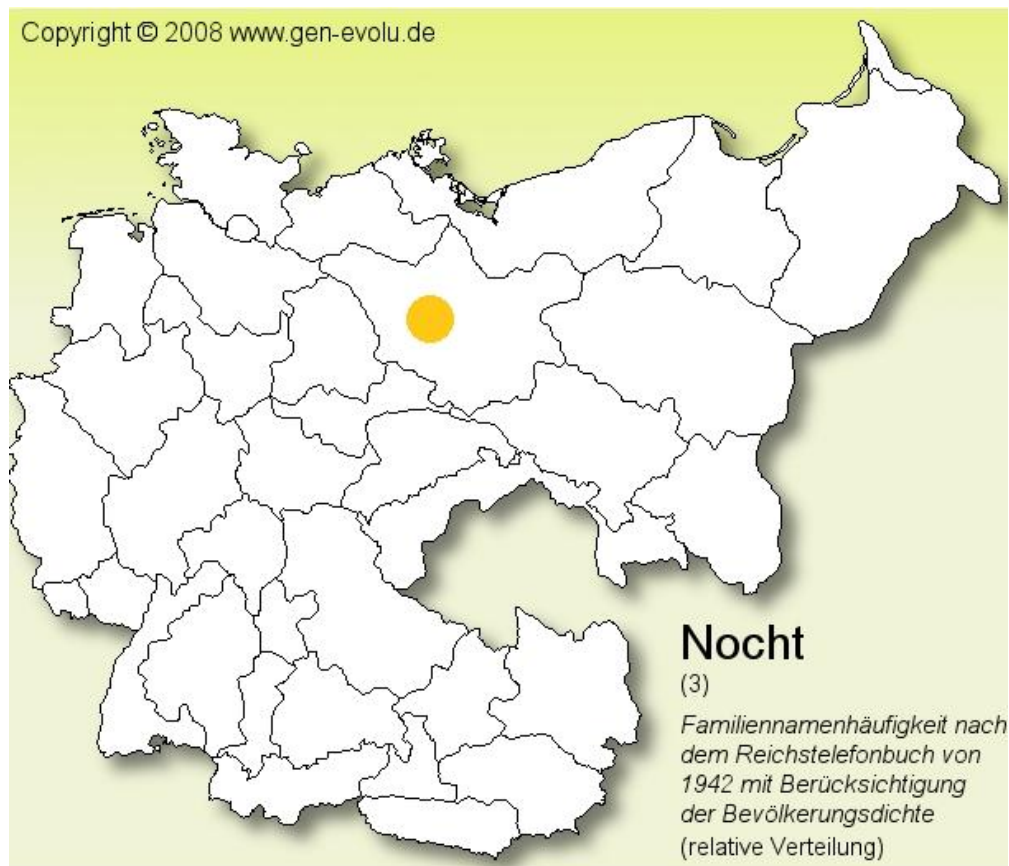 Copyright © 2008 www.gen-evolu.de
Nocht
(3)
Familiennamenhäufigkeit nach
dem Reichstelefonbuch von
1942 mit Berücksichtigung
der Bevölkerungsdichte
(relative Verteilung)